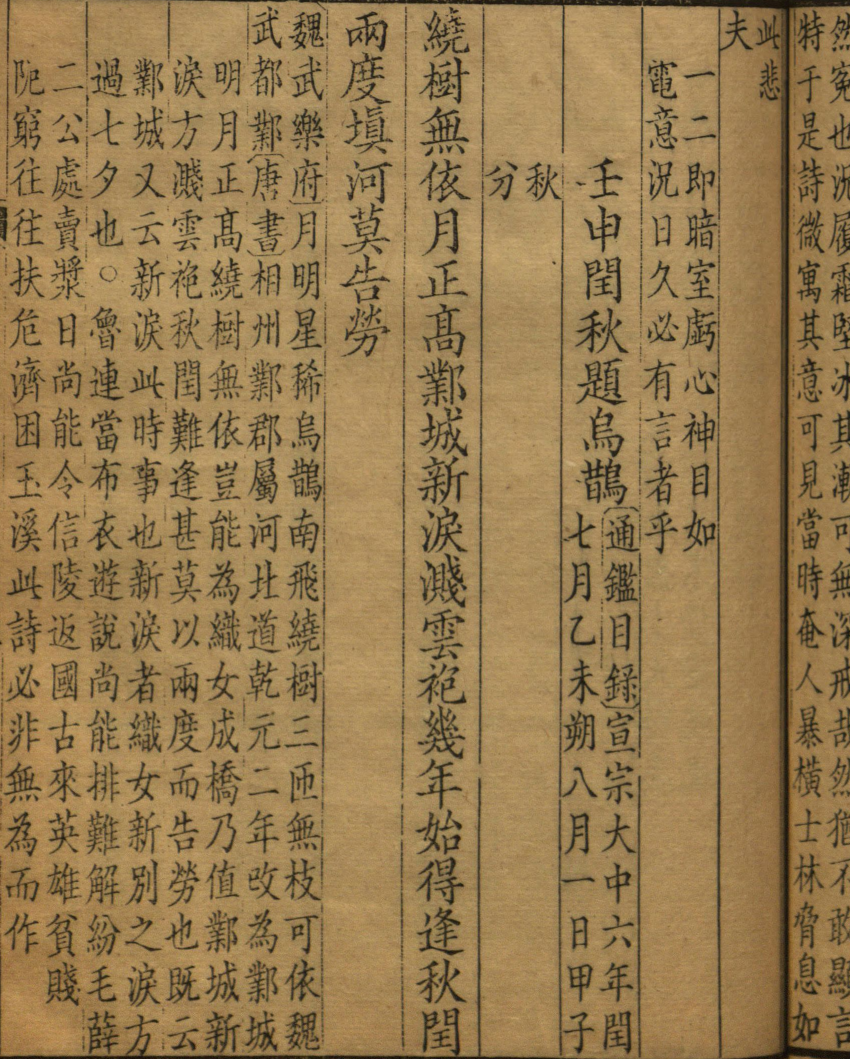 然冤也況履霜堅冰其漸可無深戒哉然猶不敢顯言
特于是詩微寓其意可見當時奄人暴橫士林脅息如
此悲
夫
一二即暗室虧心神目如
電意況日久必有言者乎
壬申閏秋題烏鵲
通鑑目錄宣宗大中六年閏
七月乙未朔八月一日甲子
秋
分
繞樹無依月正高鄴城新淚濺雲袍幾年始得逢秋閏
兩度填河莫告勞
魏武樂府月明星稀烏鵲南飛繞樹三匝無枝可依魏
武都鄴唐書相州鄴郡屬河北道乾元二年改為鄴城
明月正高繞樹無依豈能為織女成橋乃值鄴城新
淚方濺雲袍秋閏難逢甚莫以兩度而告勞也既云
鄴城又云新淚此時事也新淚者織女新別之淚方
過七夕也○魯連當布衣遊說尚能排難解紛毛薛
二公處賣漿日尚能令信陵返國古來英雄貧賤
阨窮往往扶危濟困玉溪此詩必非無為而作